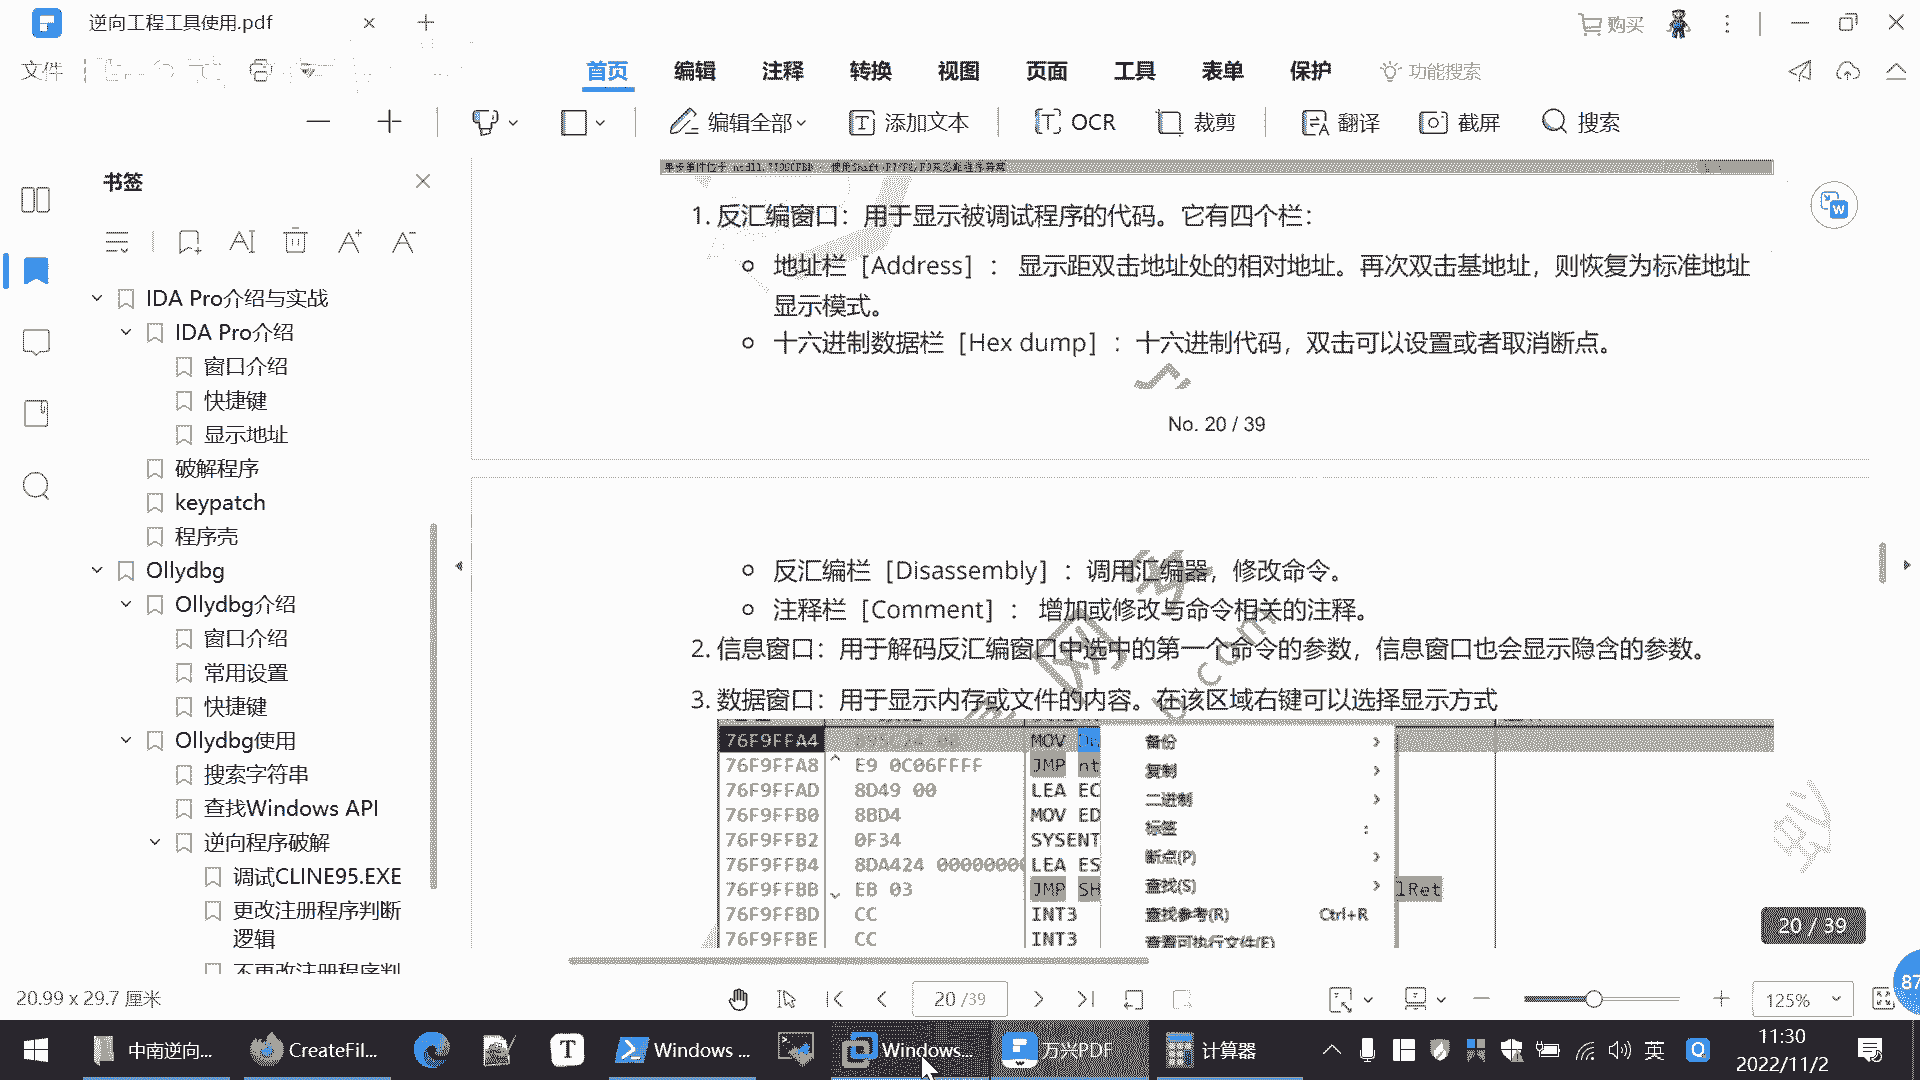 逆向工程工具使用.pdf
购买
文件
首页 编辑 注释 转换 视图 页面 工具 表单 保护 功能搜索
编辑全部 添加文本 OCR 裁剪 翻译 截屏 搜索
书签
IDA Pro介绍与实战
IDA Pro介绍
窗口介绍
快捷键
显示地址
破解程序
keypatch
程序壳
Ollydbg
Ollydbg介绍
窗口介绍
常用设置
快捷键
Ollydbg使用
搜索字符串
查找Windows API
逆向程序破解
调试CLINE95.EXE
更改注册程序判断
逻辑
不更改注册程序判
1. 反汇编窗口：用于显示被调试程序的代码。它有四个栏：
地址栏［Address］： 显示距双击地址处的相对地址。再次双击基地址，则恢复为标准地址
显示模式。
十六进制数据栏［Hex dump］：十六进制代码，双击可以设置或者取消断点。
No. 20 / 39
反汇编栏［Disassembly］：调用汇编器，修改命令。
注释栏［Comment］： 增加或修改与命令相关的注释。
2. 信息窗口：用于解码反汇编窗口中选中的第一个命令的参数，信息窗口也会显示隐含的参数。
3. 数据窗口：用于显示内存或文件的内容。在该区域右键可以选择显示方式
76F9FFA4 MOV
76F9FFA8 E9 0C06FFFF JMP nt
76F9FFAD 8D49 00 LEA EC
76F9FFB0 8BD4 MOV ED
76F9FFB2 0F34 SYSENT
76F9FFB4 8DA424 0000000 LEA ES
76F9FFBB EB 03 JMP SH lRet
76F9FFBD CC INT3
76F9FFBE CC INT3
备份
复制
二进制
标签 :
断点(P)
查找(S)
查找参考(R) Ctrl+R
查看可执行文件(E)
20 / 39
87
20.99 x 29.7 厘米
20 /39
125%
中南逆向...
CreateFil...
Windows ...
Windows...
万兴PDF
计算器
英
11:30
2022/11/2